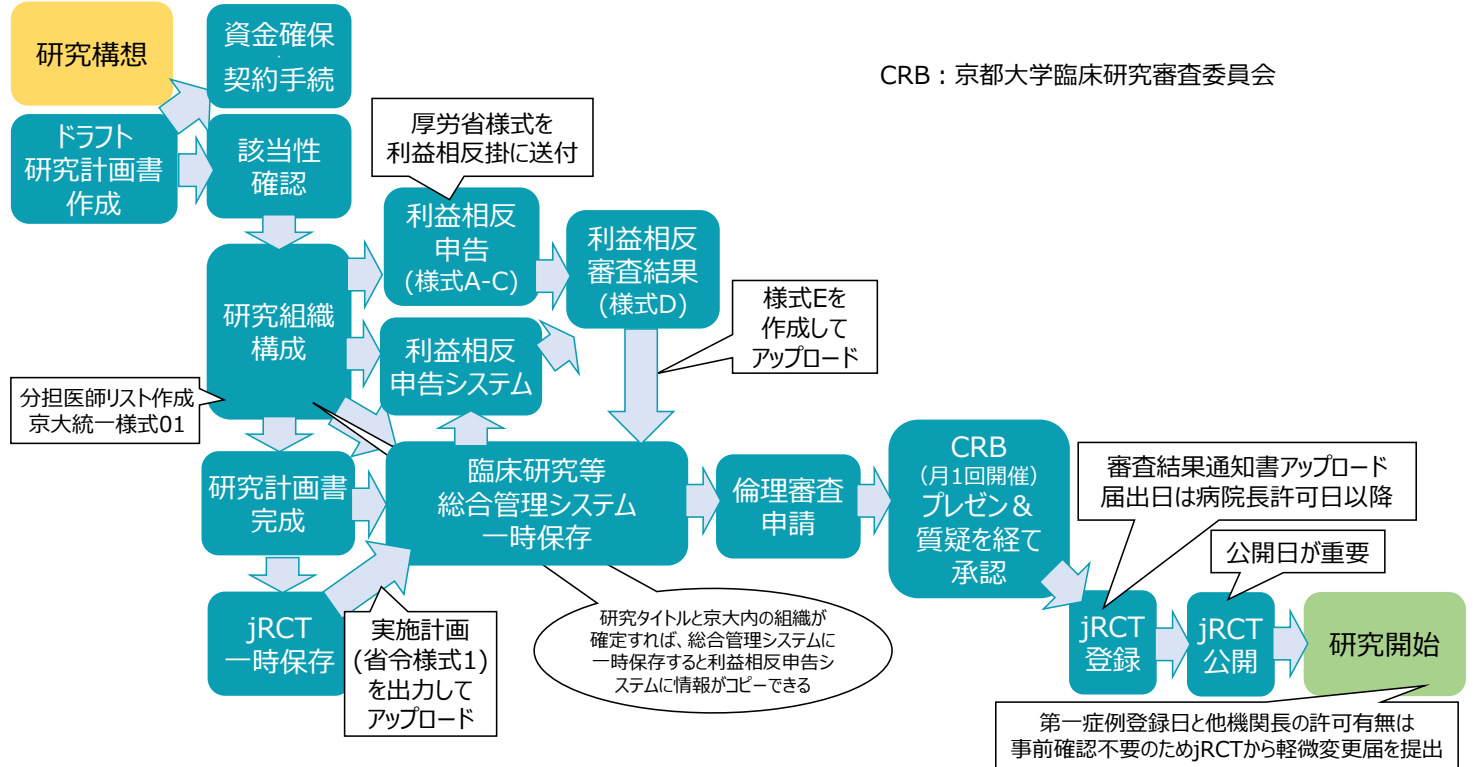 研究構想
資金確保
・
契約手続
CRB：京都大学臨床研究審査委員会
ドラフト
研究計画書
作成
該当性
確認
厚労省様式を
利益相反掛に送付
利益相反
申告
(様式A-C)
利益相反
審査結果
(様式D)
様式Eを
作成して
アップロード
研究組織
構成
利益相反
申告システム
分担医師リスト作成
京大統一様式01
研究計画書
完成
臨床研究等
総合管理システム
一時保存
倫理審査
申請
CRB
（月1回開催）
プレゼン＆
質疑を経て
承認
審査結果通知書アップロード
届出日は病院長許可日以降
公開日が重要
jRCT
一時保存
実施計画
(省令様式1)
を出力して
アップロード
研究タイトルと京大内の組織が
確定すれば、総合管理システムに
一時保存すると利益相反申告シ
ステムに情報がコピーできる
jRCT
登録
jRCT
公開
研究開始
第一症例登録日と他機関長の許可有無は
事前確認不要のためjRCTから軽微変更届を提出